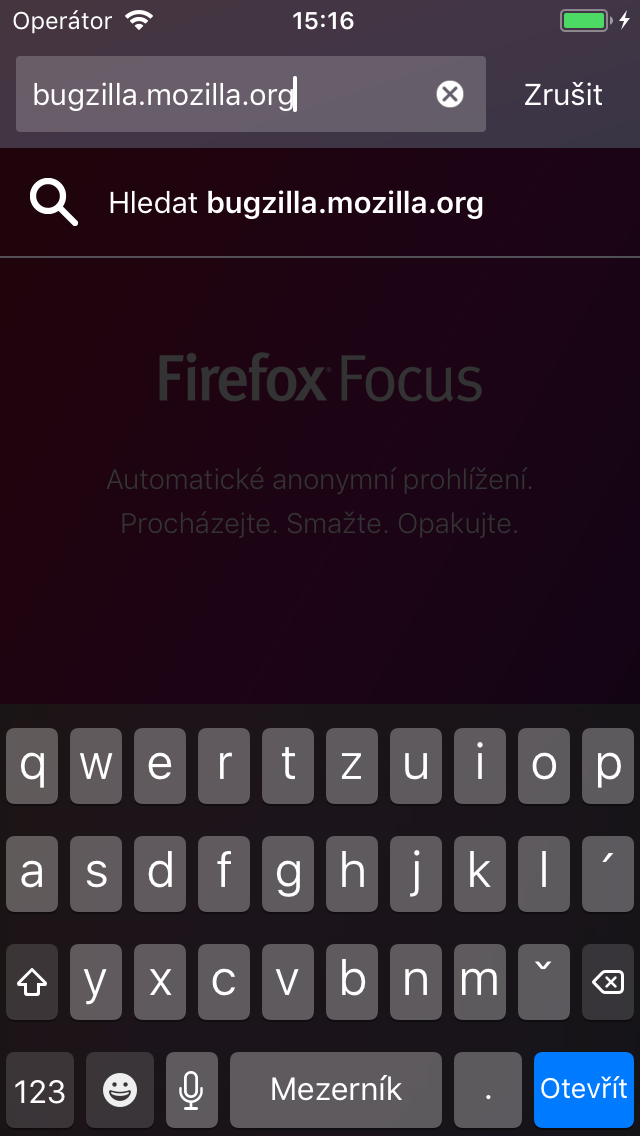 Operátor 15:16
bugzilla.mozilla.org Zrušit
Hledat bugzilla.mozilla.org
Firefox Focus
Automatické anonymní prohlížení.
Procházejte. Smažte. Opakujte.
q w e r t z u i o p
a s d f g h j k l ´
y x c v b n m ˇ
123 Mezerník . Otevřít